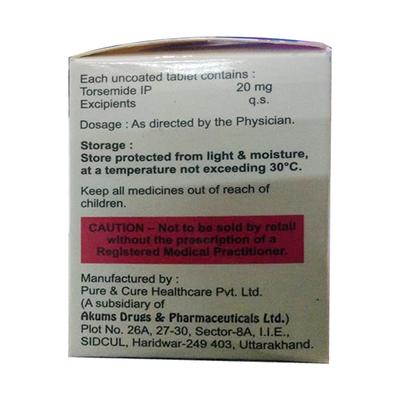 Each uncoated tablet contains :
Torsemide IP 20 mg
Excipients q.s.
Dosage : As directed by the Physician.
Storage :
Store protected from light & moisture,
at a temperature not exceeding 30°C.
Keep all medicines out of reach of
children.
CAUTION – Not to be sold by retail
without the prescription of a
Registered Medical Practitioner.
Manufactured by :
Pure & Cure Healthcare Pvt. Ltd.
(A subsidiary of
Akums Drugs & Pharmaceuticals Ltd.)
Plot No. 26A, 27-30, Sector-8A, I.I.E.,
SIDCUL, Haridwar-249 403, Uttarakhand.